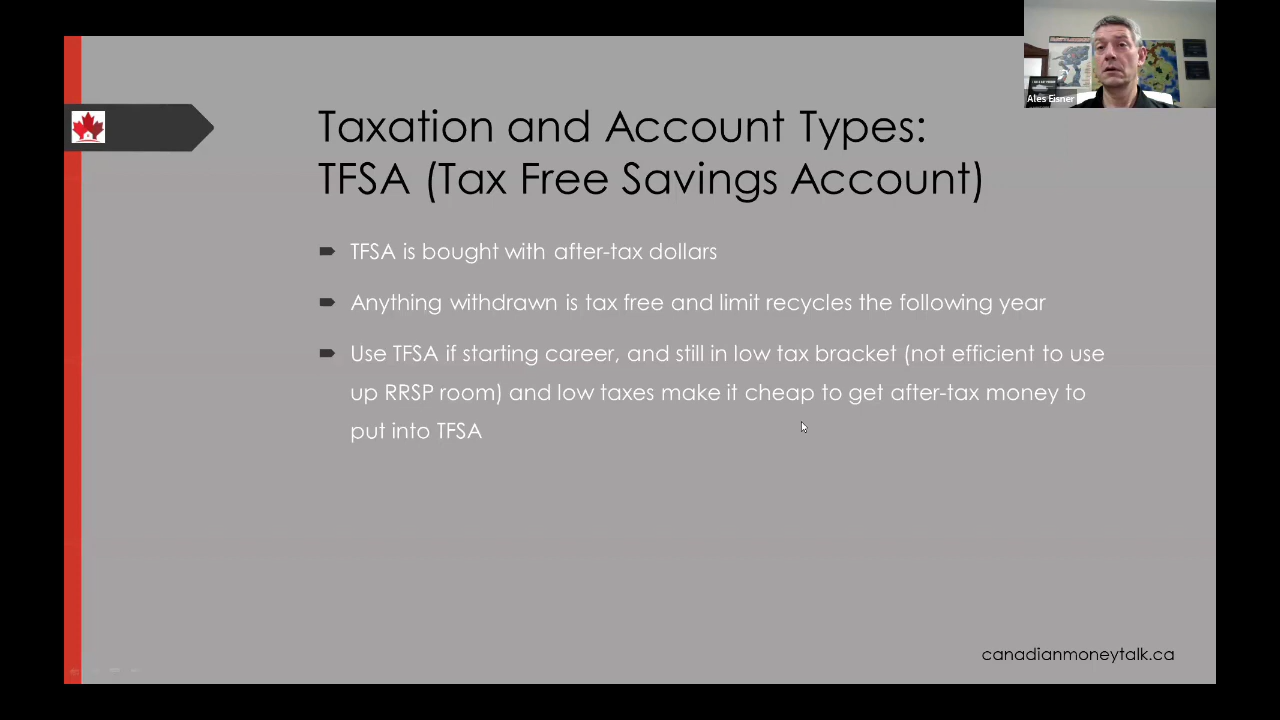 Ales Eisner
Taxation and Account Types:
TFSA (Tax Free Savings Account)
TFSA is bought with after-tax dollars
Anything withdrawn is tax free and limit recycles the following year
Use TFSA if starting career, and still in low tax bracket (not efficient to use
up RRSP room) and low taxes make it cheap to get after-tax money to
put into TFSA
canadianmoneytalk.ca